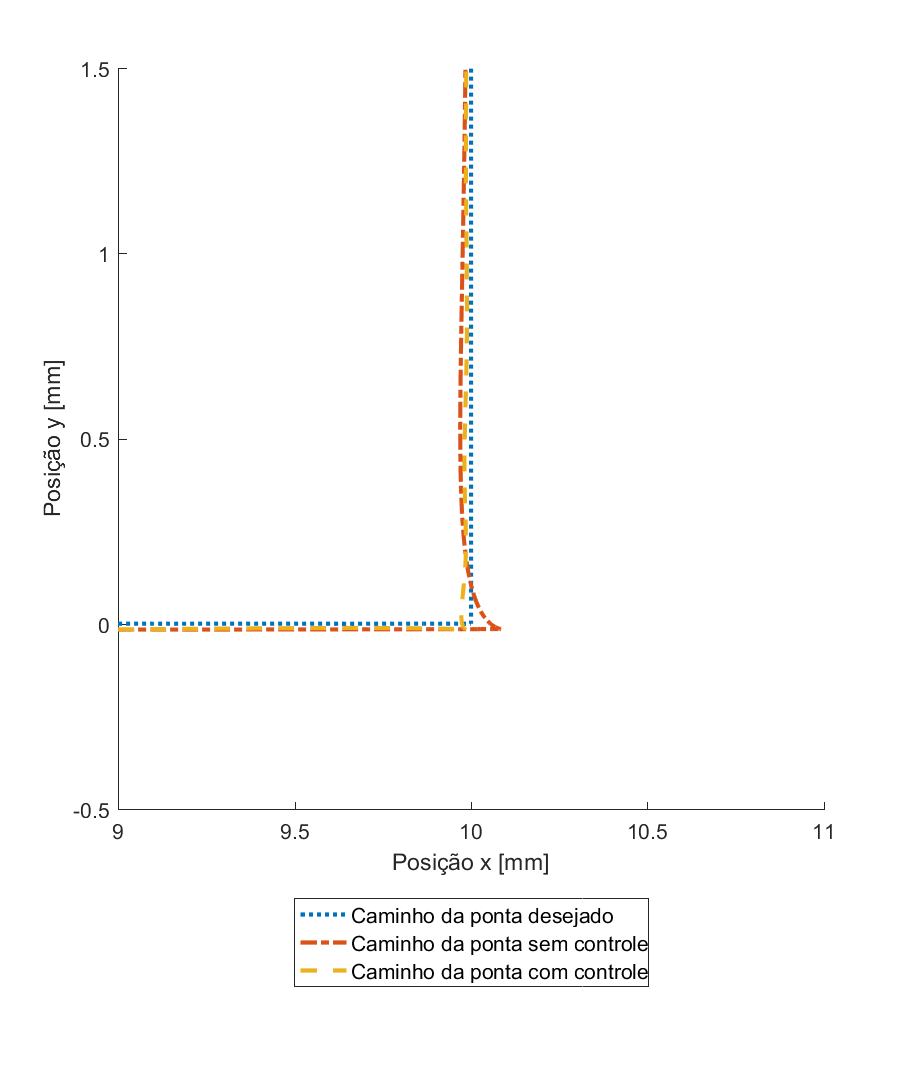 1.5
1
0.5
0
-0.5
Posição y [mm]
9 9.5 10 10.5 11
Posição x [mm]
Caminho da ponta desejado
Caminho da ponta sem controle
Caminho da ponta com controle